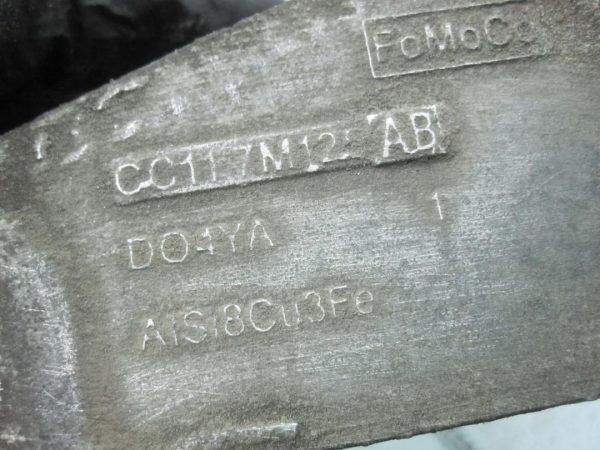 FoMoCo
CC11 7M12 AB
DO4YA 1
AlSi8Cu3Fe